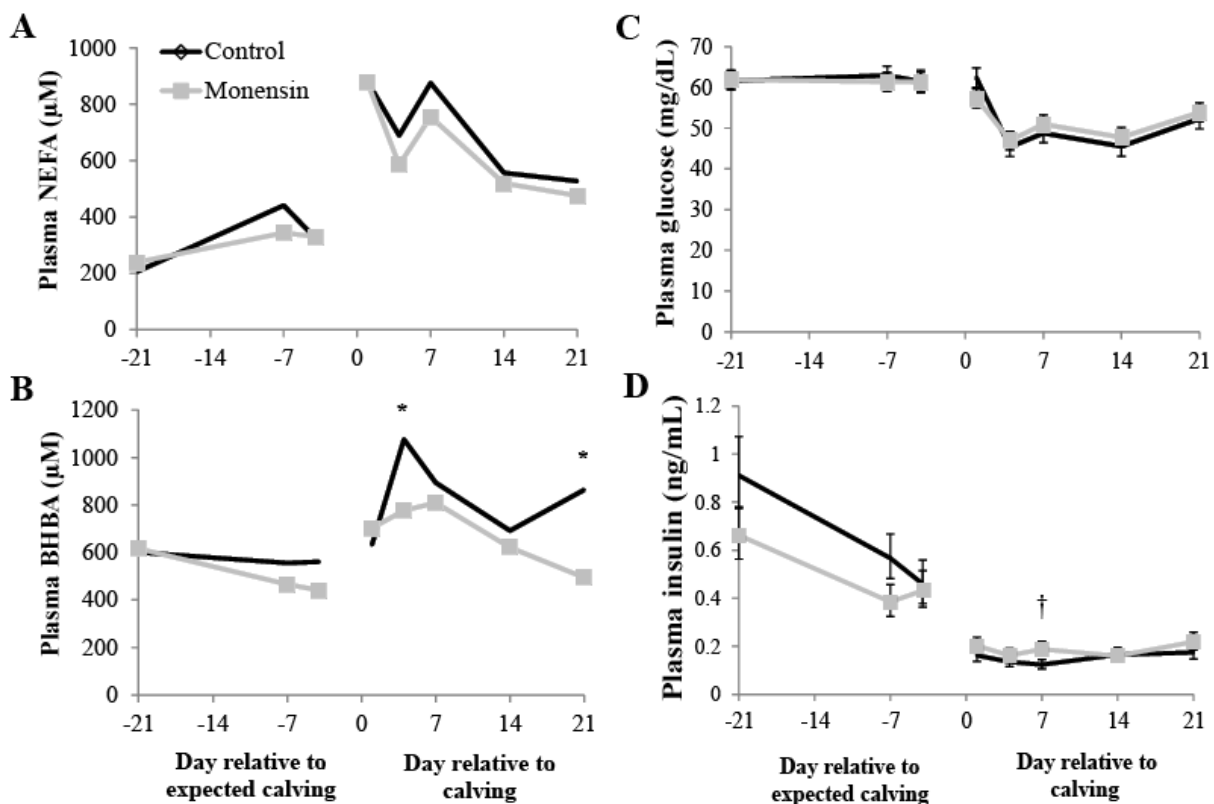 A
Control
Monensin
Plasma NEFA (µM)
1000
800
600
400
200
0
-21 -14 -7 0 7 14 21
B
Plasma BHBA (µM)
1200
1000
800
600
400
200
0
*
*
-21 -14 -7 0 7 14 21
Day relative to
expected calving
Day relative to
calving
C
Plasma glucose (mg/dL)
70
60
50
40
30
20
10
0
-21 -14 -7 0 7 14 21
D
Plasma insulin (ng/mL)
1.2
1
0.8
0.6
0.4
0.2
0
†
-21 -14 -7 0 7 14 21
Day relative to
expected calving
Day relative to
calving